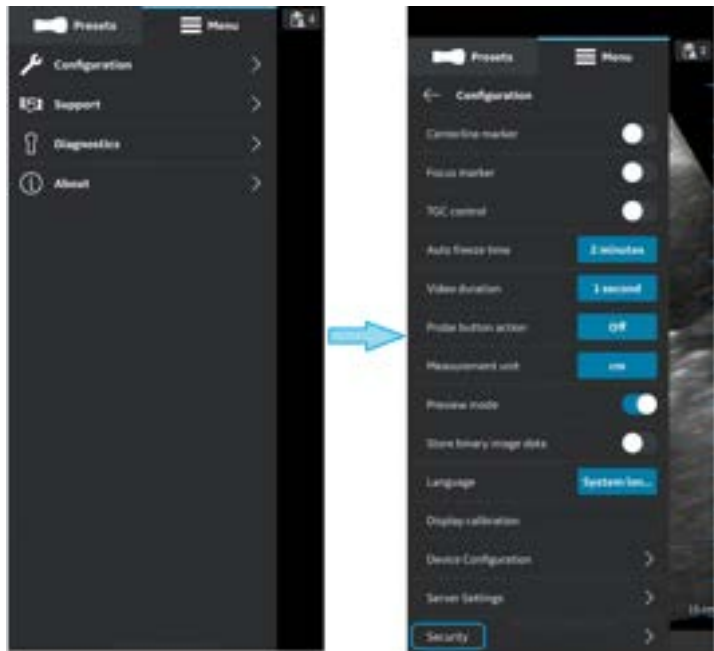 Presets
Menu
4
Configuration
Support
Diagnostics
About
Presets
Menu
Configuration
Centerline marker
Focus marker
TGC control
Auto freeze time
2 minutes
Video duration
1 second
Probe button action
Off
Measurement unit
cm
Preview mode
Store binary image data
Language
System lan...
Display calibration
Device Configuration
Server Settings
Security